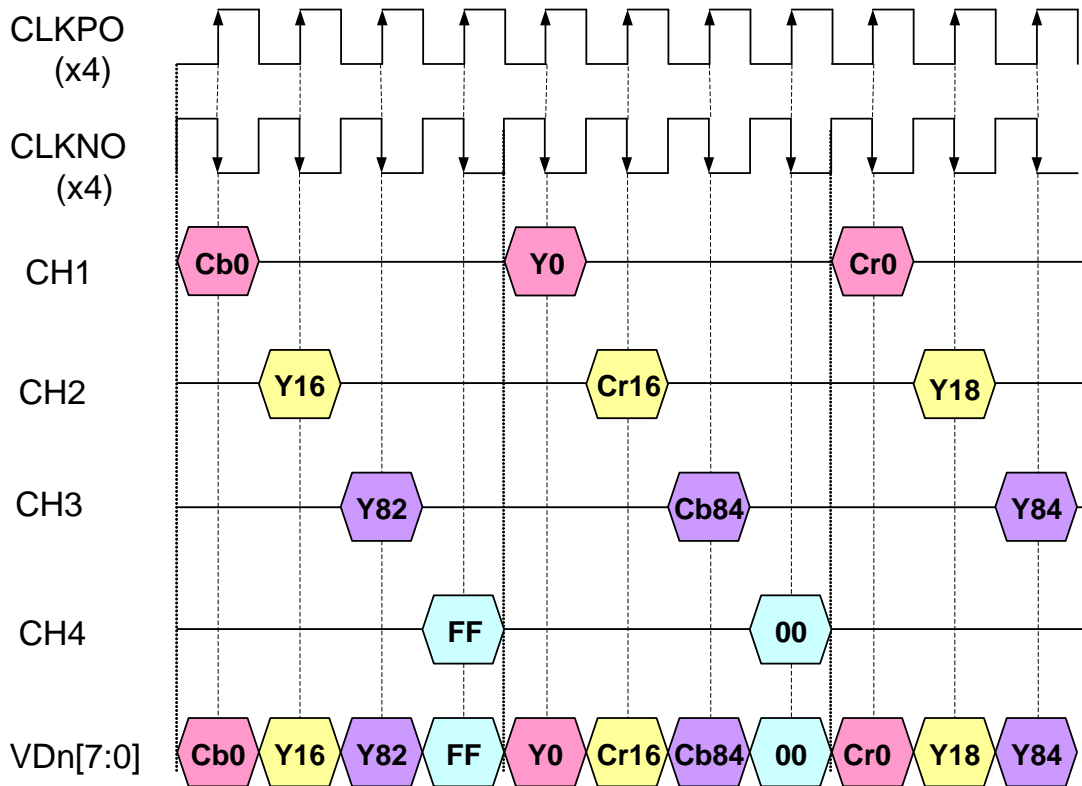 CLKPO
(x4)
CLKNO
(x4)
CH1 Cb0 Y0 Cr0
CH2 Y16 Cr16 Y18
CH3 Y82 Cb84 Y84
CH4 FF 00
VDn[7:0] Cb0 Y16 Y82 FF Y0 Cr16 Cb84 00 Cr0 Y18 Y84